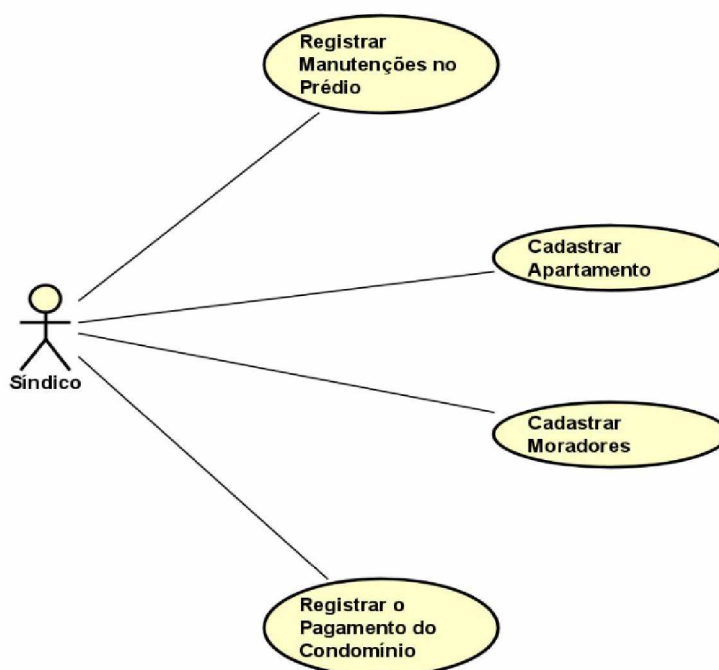 Registrar
Manutenções no
Prédio
Cadastrar
Apartamento
Síndico
Cadastrar
Moradores
Registrar o
Pagamento do
Condomínio